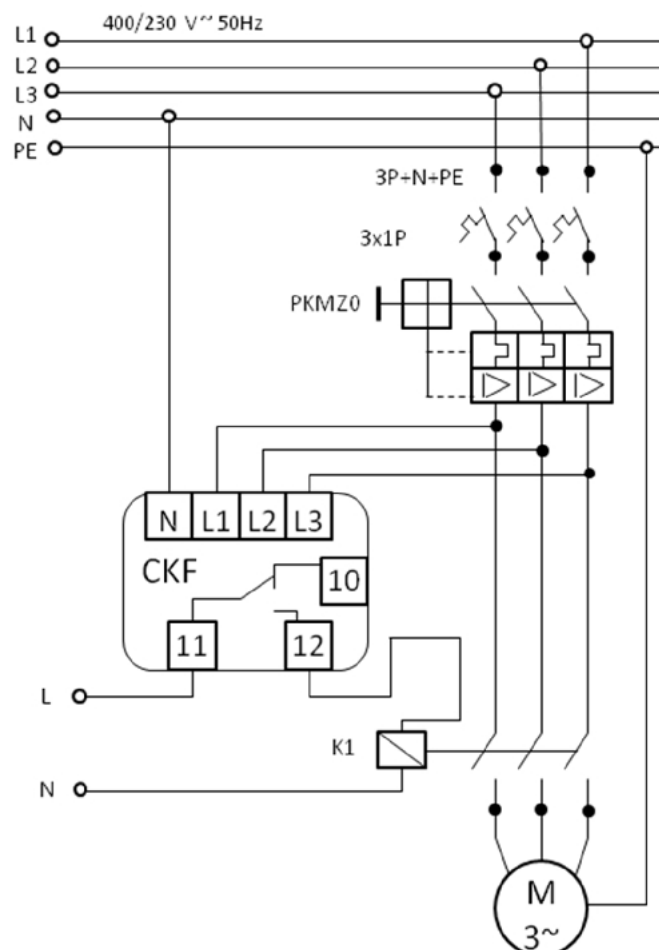 400/230 V~ 50Hz
L1
L2
L3
N
PE
3P+N+PE
3x1P
PKMZ0
N L1 L2 L3
CKF
10
11 12
L
K1
N
M
3~